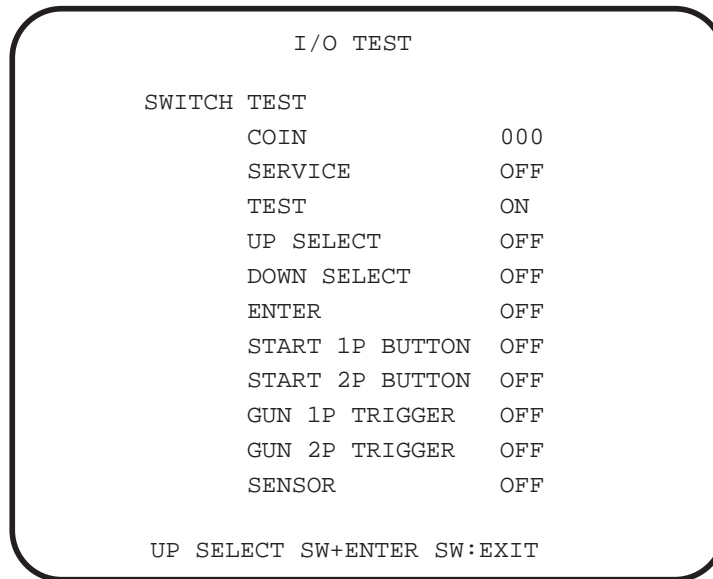 I/O TEST
SWITCH TEST
COIN 000
SERVICE OFF
TEST ON
UP SELECT OFF
DOWN SELECT OFF
ENTER OFF
START 1P BUTTON OFF
START 2P BUTTON OFF
GUN 1P TRIGGER OFF
GUN 2P TRIGGER OFF
SENSOR OFF
UP SELECT SW+ENTER SW:EXIT